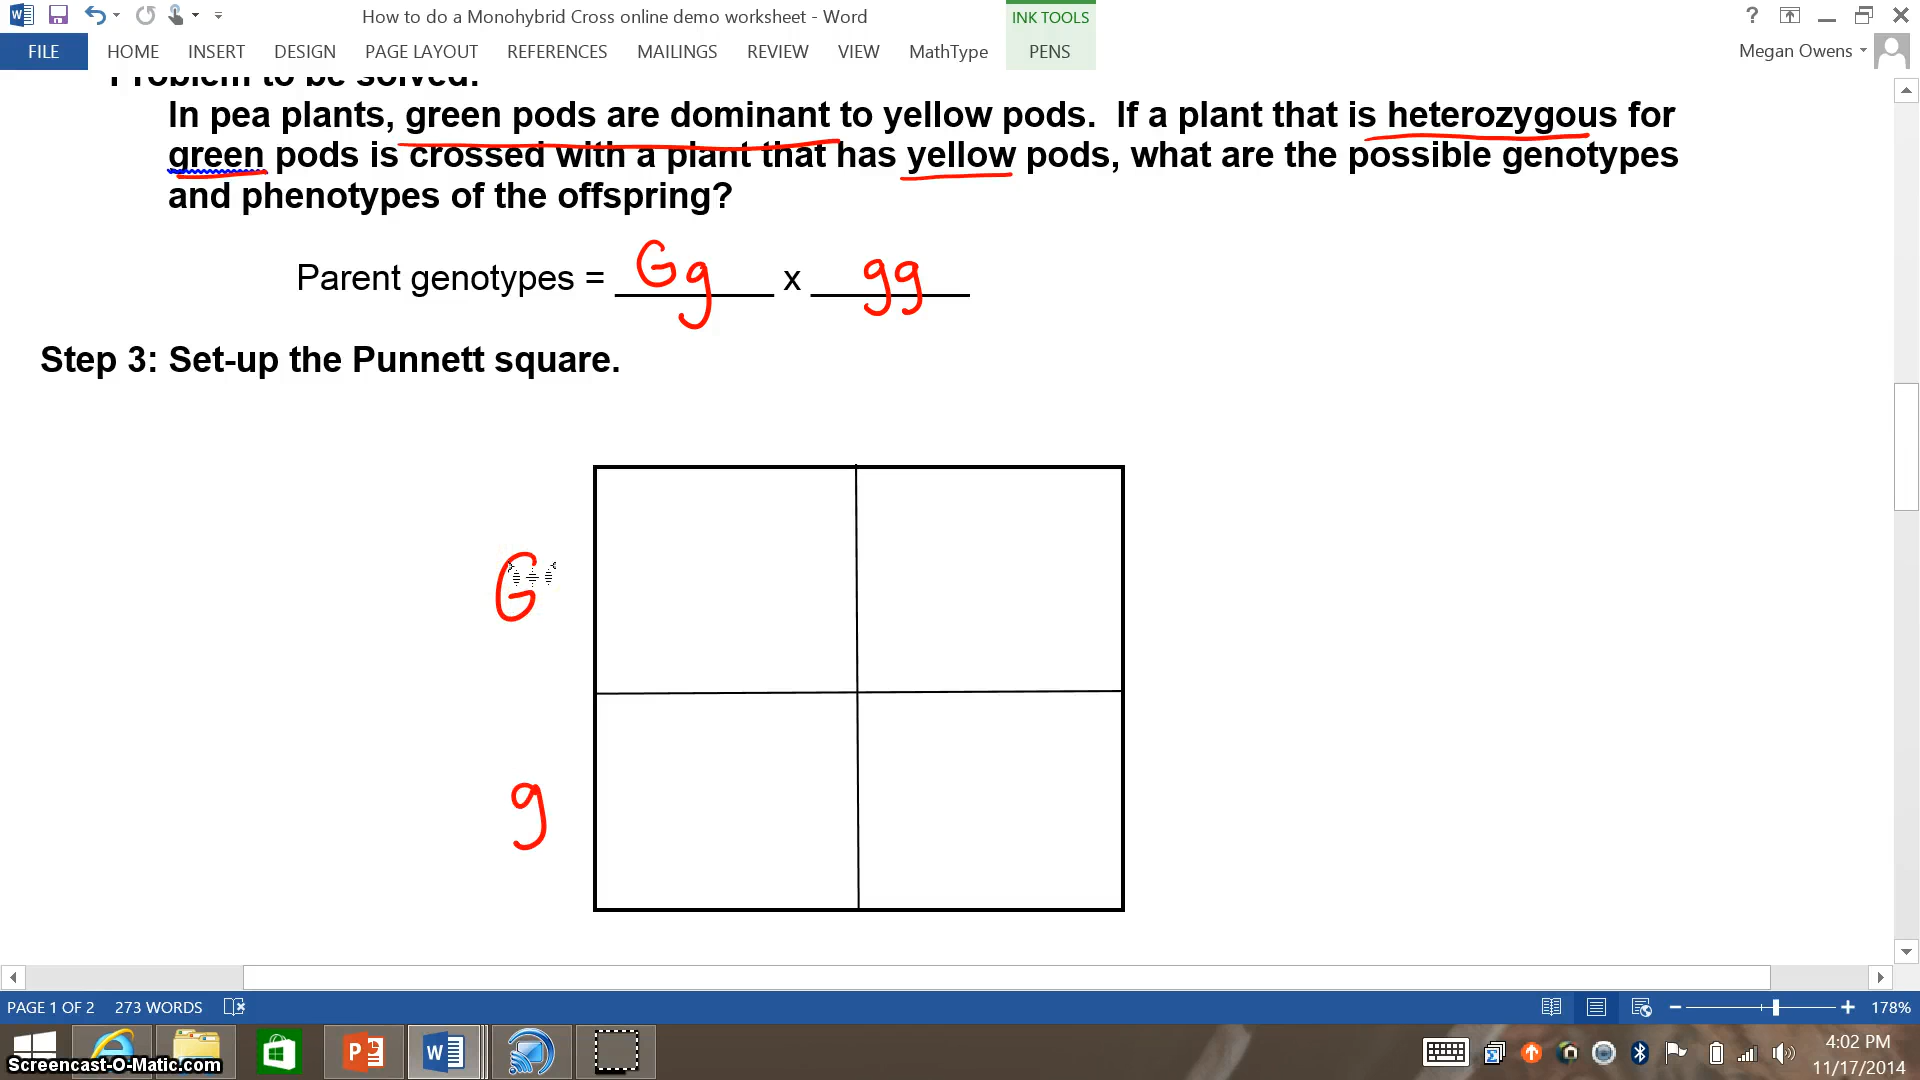 How to do a Monohybrid Cross online demo worksheet - Word
INK TOOLS
?
FILE HOME INSERT DESIGN PAGE LAYOUT REFERENCES MAILINGS REVIEW VIEW MathType PENS
Megan Owens
Problem to be solved:
In pea plants, green pods are dominant to yellow pods. If a plant that is heterozygous for
green pods is crossed with a plant that has yellow pods, what are the possible genotypes
and phenotypes of the offspring?
Parent genotypes = Gg x gg
Step 3: Set-up the Punnett square.
G
g
PAGE 1 OF 2 273 WORDS
178%
Screencast-O-Matic.com
4:02 PM
11/17/2014